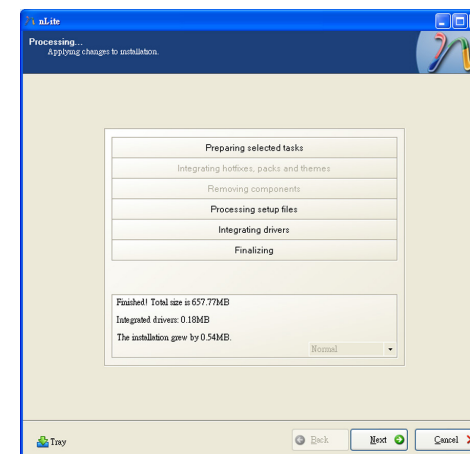 nLite
Processing...
Applying changes to installation.
Preparing selected tasks
Integrating hotfixes, packs and themes
Removing components
Processing setup files
Integrating drivers
Finalizing
Finished! Total size is 657.77MB
Integrated drivers: 0.18MB
The installation grew by 0.54MB.
Normal
Tray
Back
Next
Cancel